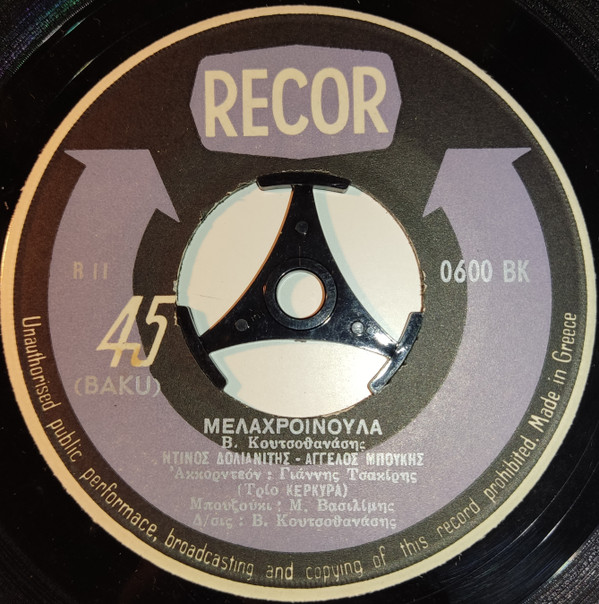 RECOR
R 11
0600 BK
45
(BAKU)
ΜΕΛΑΧΡΟΙΝΟΥΛΑ
Β. Κουτσοθανάσης
ΝΤΙΝΟΣ ΔΟΛΙΑΝΙΤΗΣ - ΑΓΓΕΛΟΣ ΜΠΟΥΚΗΣ
Ἀκκορντεόν : Γιάννης Τσακίρης
(Τρίο ΚΕΡΚΥΡΑ)
Μπουζούκι : Μ. Βασιλίμης
Δ/σις : Β. Κουτσοθανάσης
Unauthorised public performace, broadcasting and copying of this record prohibited. Made in Greece